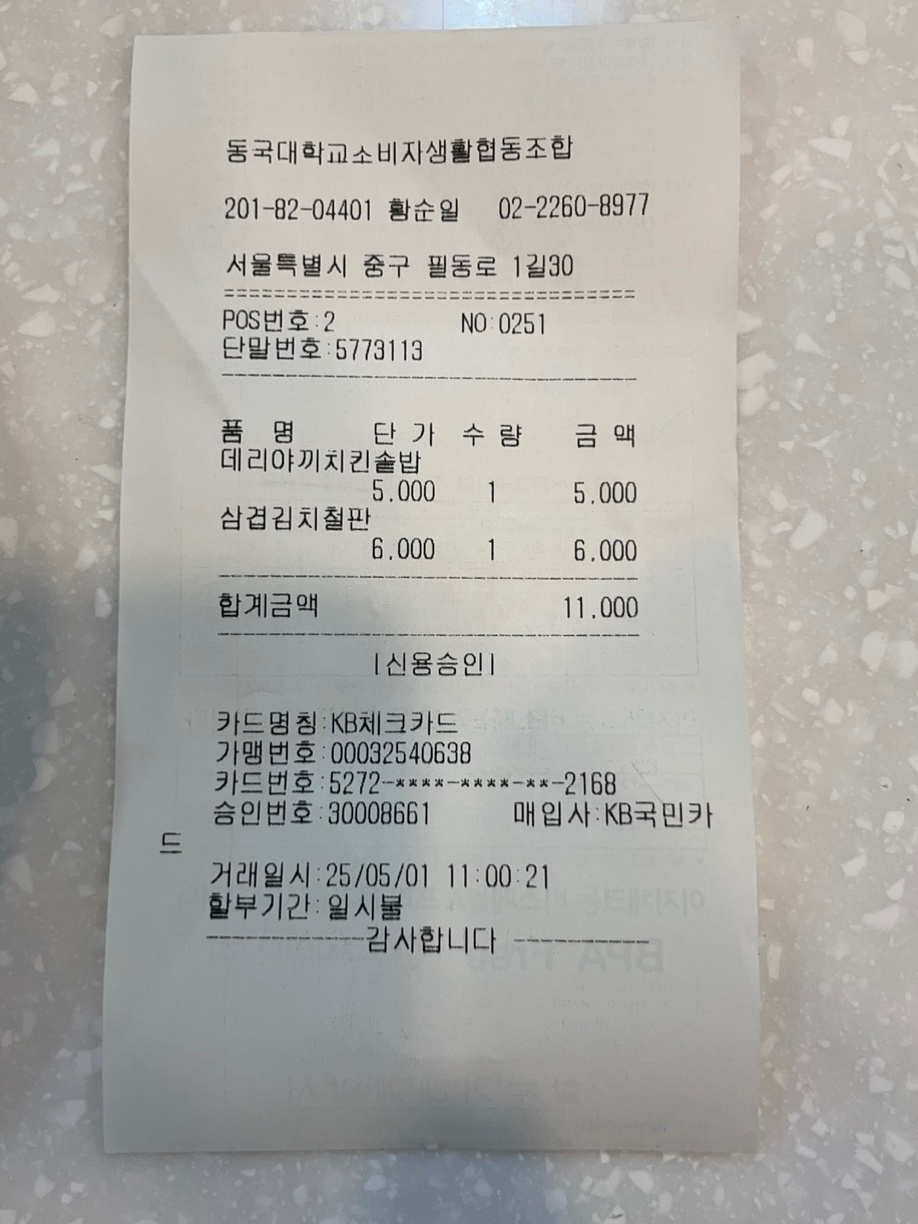 동국대학교소비자생활협동조합
201-82-04401 황순일 02-2260-8977
서울특별시 중구 필동로 1길30
================================
POS번호:2 NO:0251
단말번호:5773113
--------------------------------
품 명 단 가 수 량 금 액
데리야끼치킨솥밥
5.000 1 5.000
삼겹김치철판
6.000 1 6.000
--------------------------------
합계금액 11.000
--------------------------------
[신용승인]
카드명칭:KB체크카드
가맹번호:00032540638
카드번호:5272-****-****-**-2168
승인번호:30008661 매입사:KB국민카
드
거래일시:25/05/01 11:00:21
할부기간:일시불
------------감사합니다 ----------